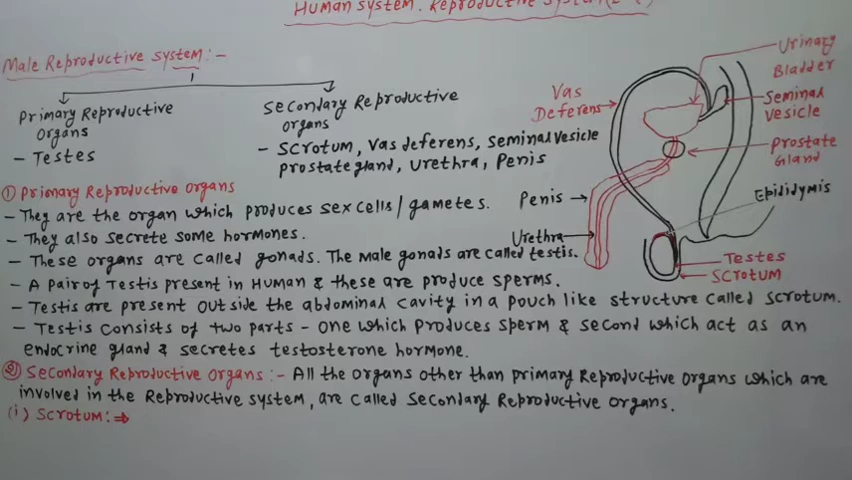 Human System. Reproductive System
Male Reproductive System:-
Primary Reproductive Organs
- Testes
Secondary Reproductive Organs
- Scrotum, Vas deferens, Seminal Vesicle
Prostate gland, Urethra, Penis
Urinary Bladder
Vas Deferens
Seminal Vesicle
Prostate Gland
Penis
Epididymis
Urethra
Testes
Scrotum
① Primary Reproductive organs
- They are the organ which produces sex cells/gametes.
- They also secrete some hormones.
- These organs are called gonads. The Male gonads are called testis.
- A pair of Testis present in Human & these are produce sperms.
- Testis are present outside the abdominal cavity in a pouch like structure called scrotum.
- Testis consists of two parts - one which produces sperm & second which act as an
endocrine gland & secretes testosterone hormone.
② Secondary Reproductive Organs :- All the organs other than primary Reproductive organs which are
involved in the Reproductive system, are called Secondary Reproductive organs.
(i) Scrotum:⇒